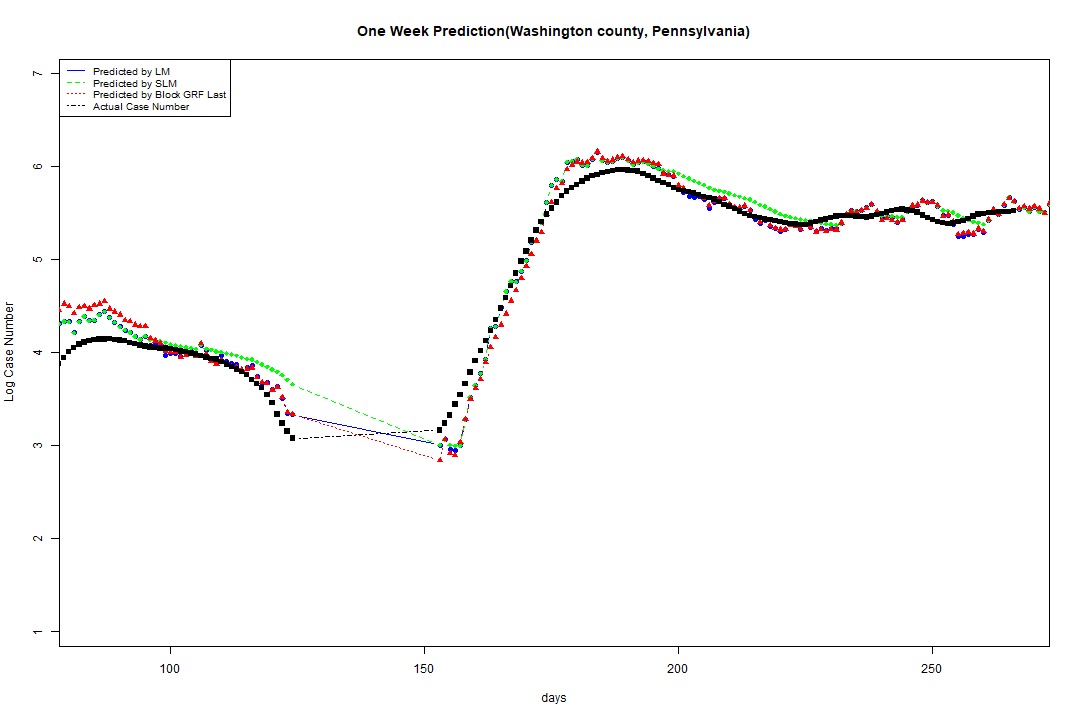 One Week Prediction(Washington county, Pennsylvania)
Predicted by LM
Predicted by SLM
Predicted by Block GRF Last
Actual Case Number
7
6
5
4
3
2
1
Log Case Number
100 150 200 250
days